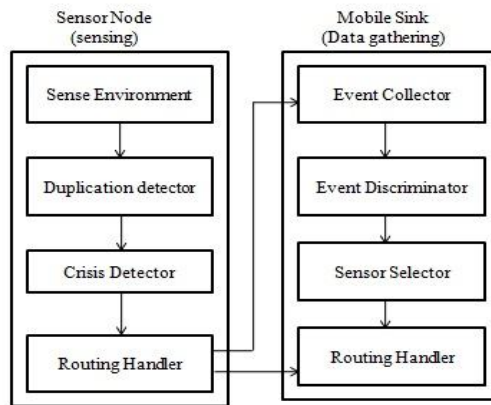 Sensor Node
(sensing)
Sense Environment
Duplication detector
Crisis Detector
Routing Handler
Mobile Sink
(Data gathering)
Event Collector
Event Discriminator
Sensor Selector
Routing Handler